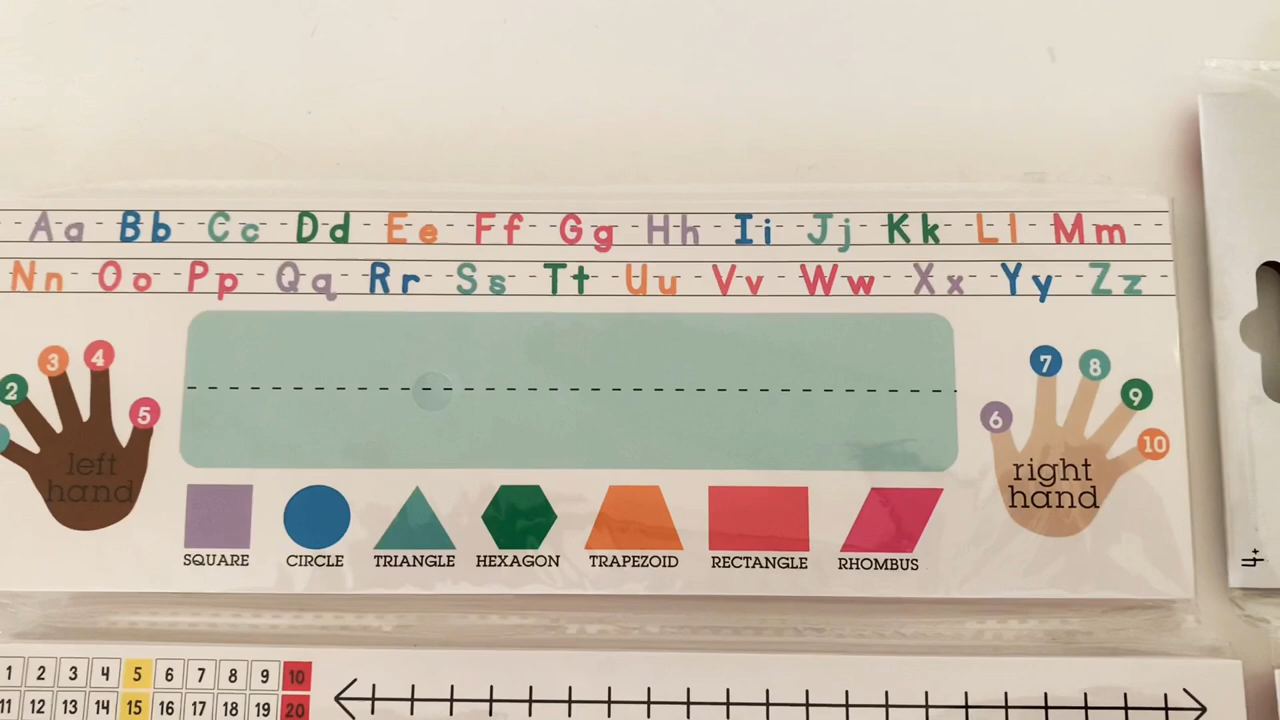 Aa Bb Cc Dd Ee Ff Gg Hh Ii Jj Kk Ll Mm
Nn Oo Pp Qq Rr Ss Tt Uu Vv Ww Xx Yy Zz
2 3 4 5
left
hand
6 7 8 9 10
right
hand
SQUARE CIRCLE TRIANGLE HEXAGON TRAPEZOID RECTANGLE RHOMBUS
1 2 3 4 5 6 7 8 9 10
11 12 13 14 15 16 17 18 19 20